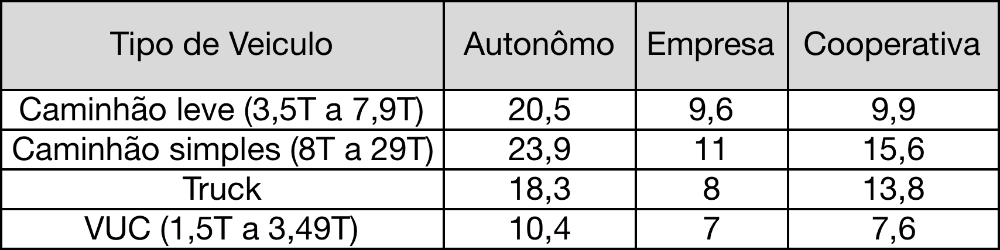 Tipo de Veiculo Autonômo Empresa Cooperativa
Caminhão leve (3,5T a 7,9T) 20,5 9,6 9,9
Caminhão simples (8T a 29T) 23,9 11 15,6
Truck 18,3 8 13,8
VUC (1,5T a 3,49T) 10,4 7 7,6